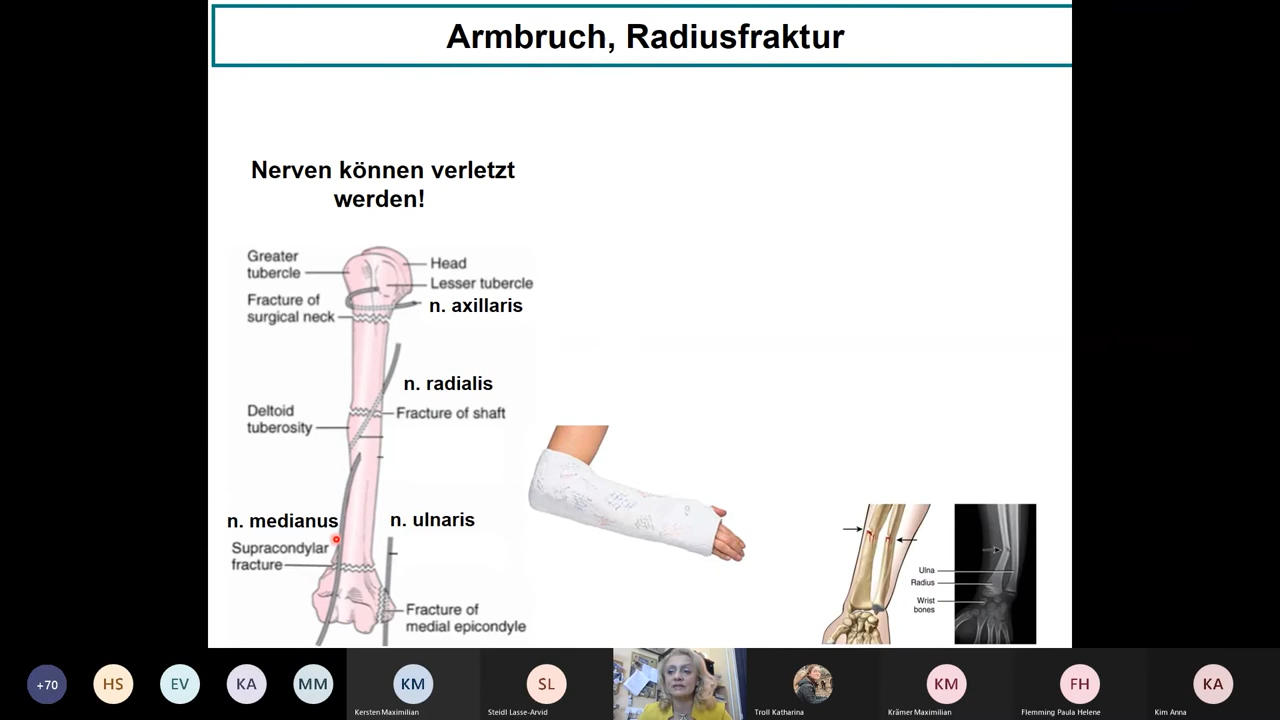 Armbruch, Radiusfraktur
Nerven können verletzt
werden!
Greater
tubercle
Head
Lesser tubercle
Fracture of
surgical neck
n. axillaris
n. radialis
Deltoid
tuberosity
Fracture of shaft
n. medianus
n. ulnaris
Supracondylar
fracture
Fracture of
medial epicondyle
Ulna
Radius
Wrist
bones
+70
HS
EV
KA
MM
KM
Kersten Maximilian
SL
Steidl Lasse-Arvid
Troll Katharina
KM
Krämer Maximilian
FH
Flemming Paula Helene
KA
Kim Anna